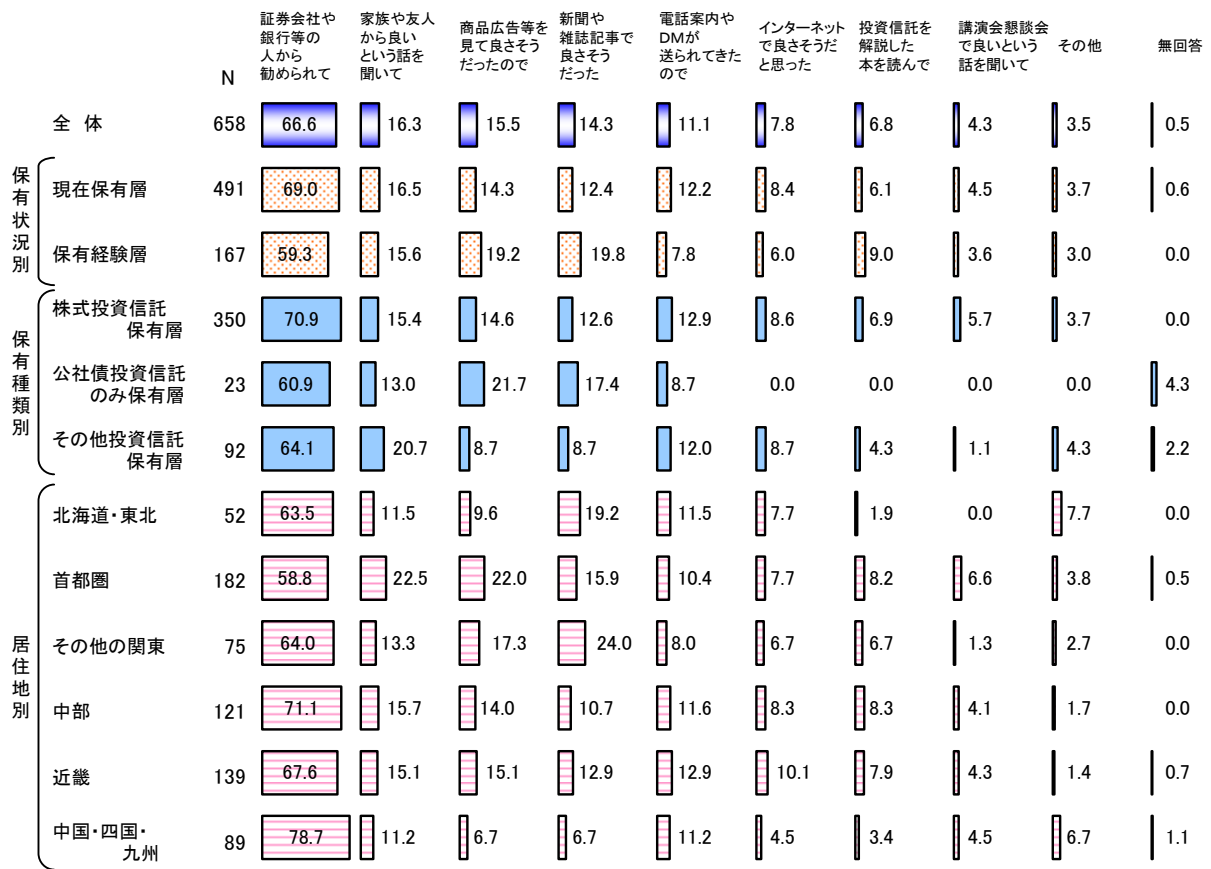 証券会社や
銀行等の
人から
勧められて
家族や友人
から良い
という話を
聞いて
商品広告等を
見て良さそう
だったので
新聞や
雑誌記事で
良さそう
だった
電話案内や
DMが
送られてきた
ので
インターネット
で良さそうだ
と思った
投資信託を
解説した
本を読んで
講演会懇談会
で良いという
話を聞いて
その他
無回答
N
全 体 658 66.6 16.3 15.5 14.3 11.1 7.8 6.8 4.3 3.5 0.5
保有状況別
現在保有層 491 69.0 16.5 14.3 12.4 12.2 8.4 6.1 4.5 3.7 0.6
保有経験層 167 59.3 15.6 19.2 19.8 7.8 6.0 9.0 3.6 3.0 0.0
保有種類別
株式投資信託
保有層 350 70.9 15.4 14.6 12.6 12.9 8.6 6.9 5.7 3.7 0.0
公社債投資信託
のみ保有層 23 60.9 13.0 21.7 17.4 8.7 0.0 0.0 0.0 0.0 4.3
その他投資信託
保有層 92 64.1 20.7 8.7 8.7 12.0 8.7 4.3 1.1 4.3 2.2
居住地別
北海道・東北 52 63.5 11.5 9.6 19.2 11.5 7.7 1.9 0.0 7.7 0.0
首都圏 182 58.8 22.5 22.0 15.9 10.4 7.7 8.2 6.6 3.8 0.5
その他の関東 75 64.0 13.3 17.3 24.0 8.0 6.7 6.7 1.3 2.7 0.0
中部 121 71.1 15.7 14.0 10.7 11.6 8.3 8.3 4.1 1.7 0.0
近畿 139 67.6 15.1 15.1 12.9 12.9 10.1 7.9 4.3 1.4 0.7
中国・四国・
九州 89 78.7 11.2 6.7 6.7 11.2 4.5 3.4 4.5 6.7 1.1